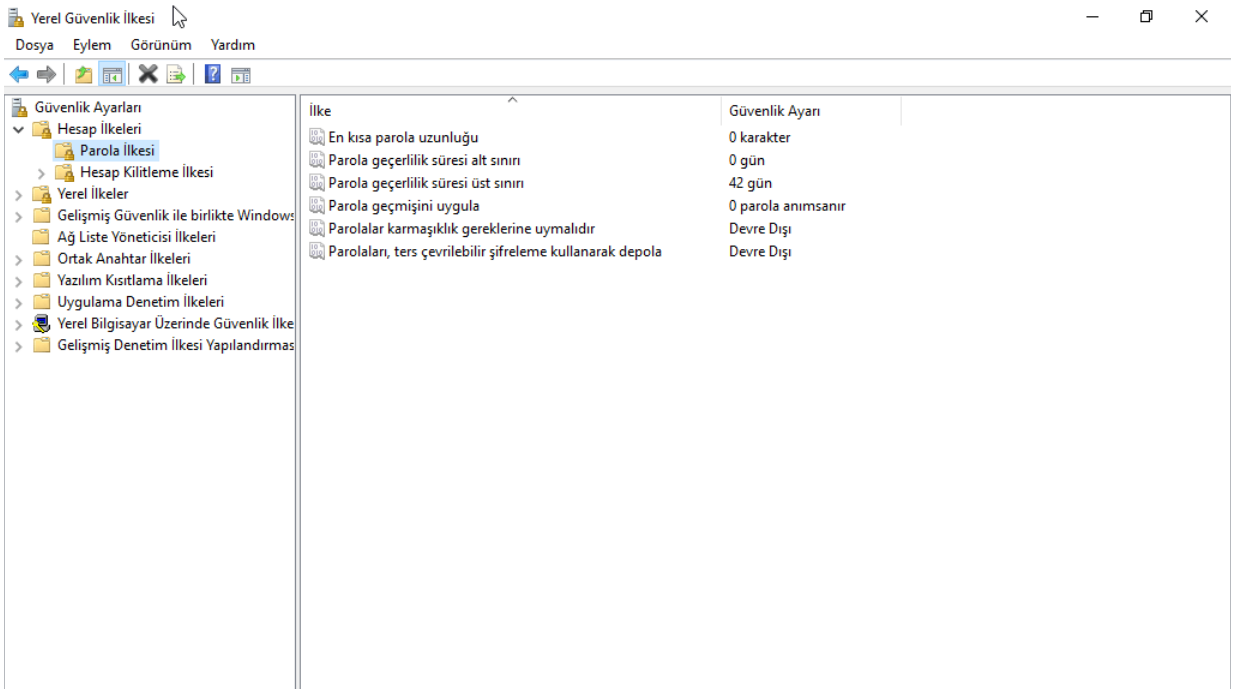 Yerel Güvenlik İlkesi
Dosya Eylem Görünüm Yardım
Güvenlik Ayarları
Hesap İlkeleri
Parola İlkesi
Hesap Kilitleme İlkesi
Yerel İlkeler
Gelişmiş Güvenlik ile birlikte Windows
Ağ Liste Yöneticisi İlkeleri
Ortak Anahtar İlkeleri
Yazılım Kısıtlama İlkeleri
Uygulama Denetim İlkeleri
Yerel Bilgisayar Üzerinde Güvenlik İlke
Gelişmiş Denetim İlkesi Yapılandırmas
İlke Güvenlik Ayarı
En kısa parola uzunluğu 0 karakter
Parola geçerlilik süresi alt sınırı 0 gün
Parola geçerlilik süresi üst sınırı 42 gün
Parola geçmişini uygula 0 parola anımsanır
Parolalar karmaşıklık gereklerine uymalıdır Devre Dışı
Parolaları, ters çevrilebilir şifreleme kullanarak depola Devre Dışı